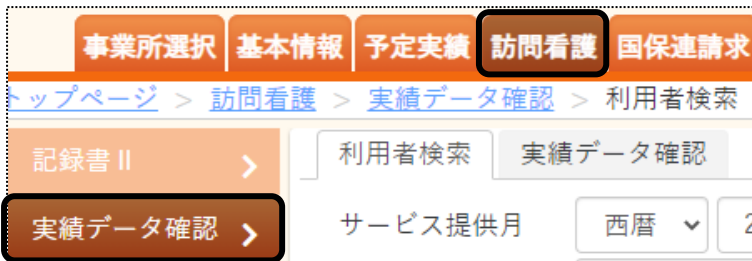 事業所選択 基本情報 予定実績 訪問看護 国保連請求
トップページ > 訪問看護 > 実績データ確認 > 利用者検索
記録書Ⅱ
利用者検索 実績データ確認
実績データ確認
サービス提供月 西暦 2